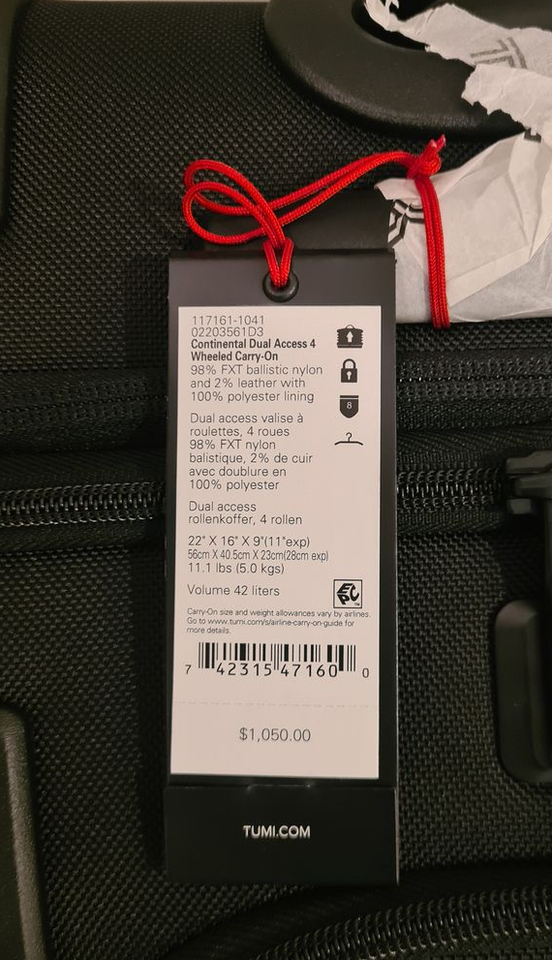 117161-1041
02203561D3
Continental Dual Access 4
Wheeled Carry-On
98% FXT ballistic nylon
and 2% leather with
100% polyester lining
8
Dual access valise à
roulettes, 4 roues
98% FXT nylon
balistique, 2% de cuir
avec doublure en
100% polyester
Dual access
rollenkoffer, 4 rollen
22" X 16" X 9"(11"exp)
56cm X 40.5cm X 23cm(28cm exp)
11.1 lbs (5.0 kgs)
Volume 42 liters
EPC
Carry-On size and weight allowances vary by airlines.
Go to www.tumi.com/s/airline-carry-on-guide for
more details.
7 42315 47160 0
$1,050.00
TUMI.COM